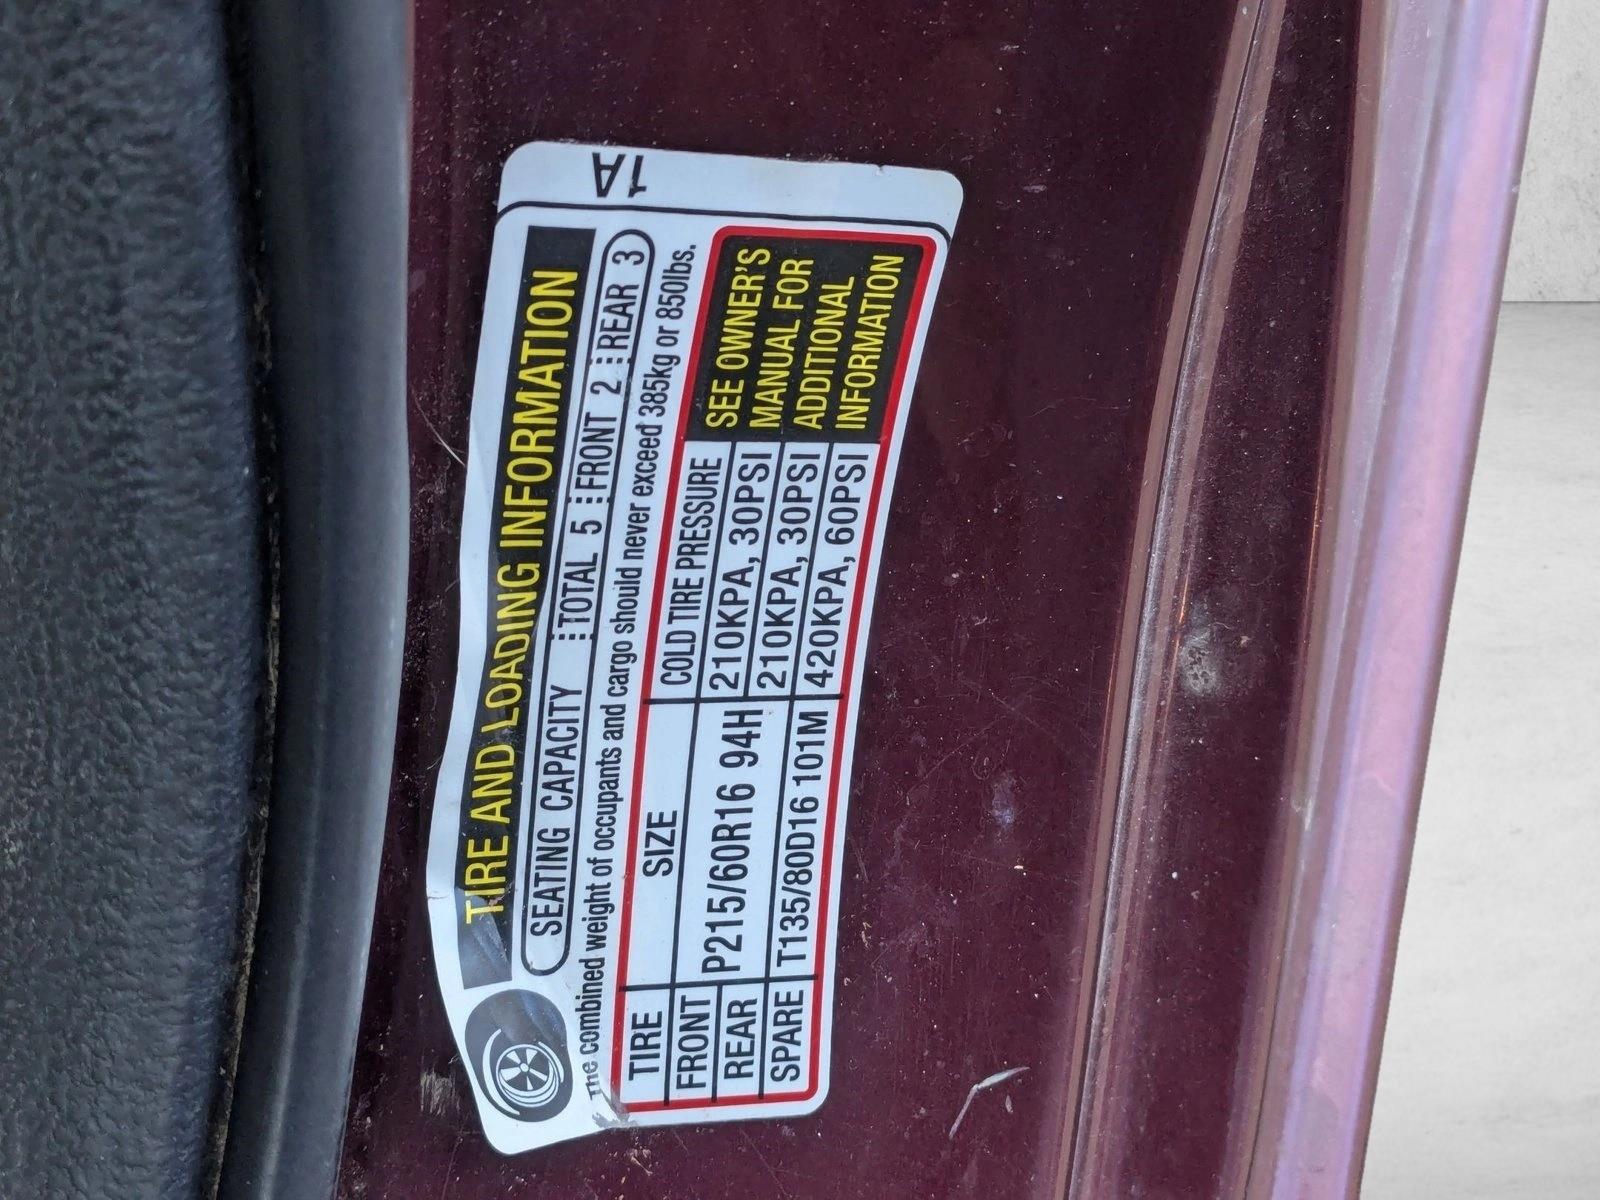 1A
TIRE AND LOADING INFORMATION
SEATING CAPACITY TOTAL 5 FRONT 2 REAR 3
The combined weight of occupants and cargo should never exceed 385kg or 850lbs.
TIRE SIZE COLD TIRE PRESSURE
FRONT P215/60R16 94H 210KPA, 30PSI
REAR 210KPA, 30PSI
SPARE T135/80D16 101M 420KPA, 60PSI
SEE OWNER'S
MANUAL FOR
ADDITIONAL
INFORMATION